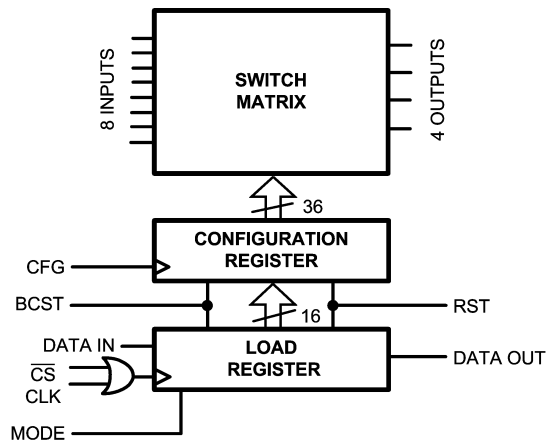 SWITCH
MATRIX
8 INPUTS
4 OUTPUTS
36
CONFIGURATION
REGISTER
CFG
BCST
16
RST
DATA IN
LOAD
REGISTER
DATA OUT
C̅S̅
CLK
MODE